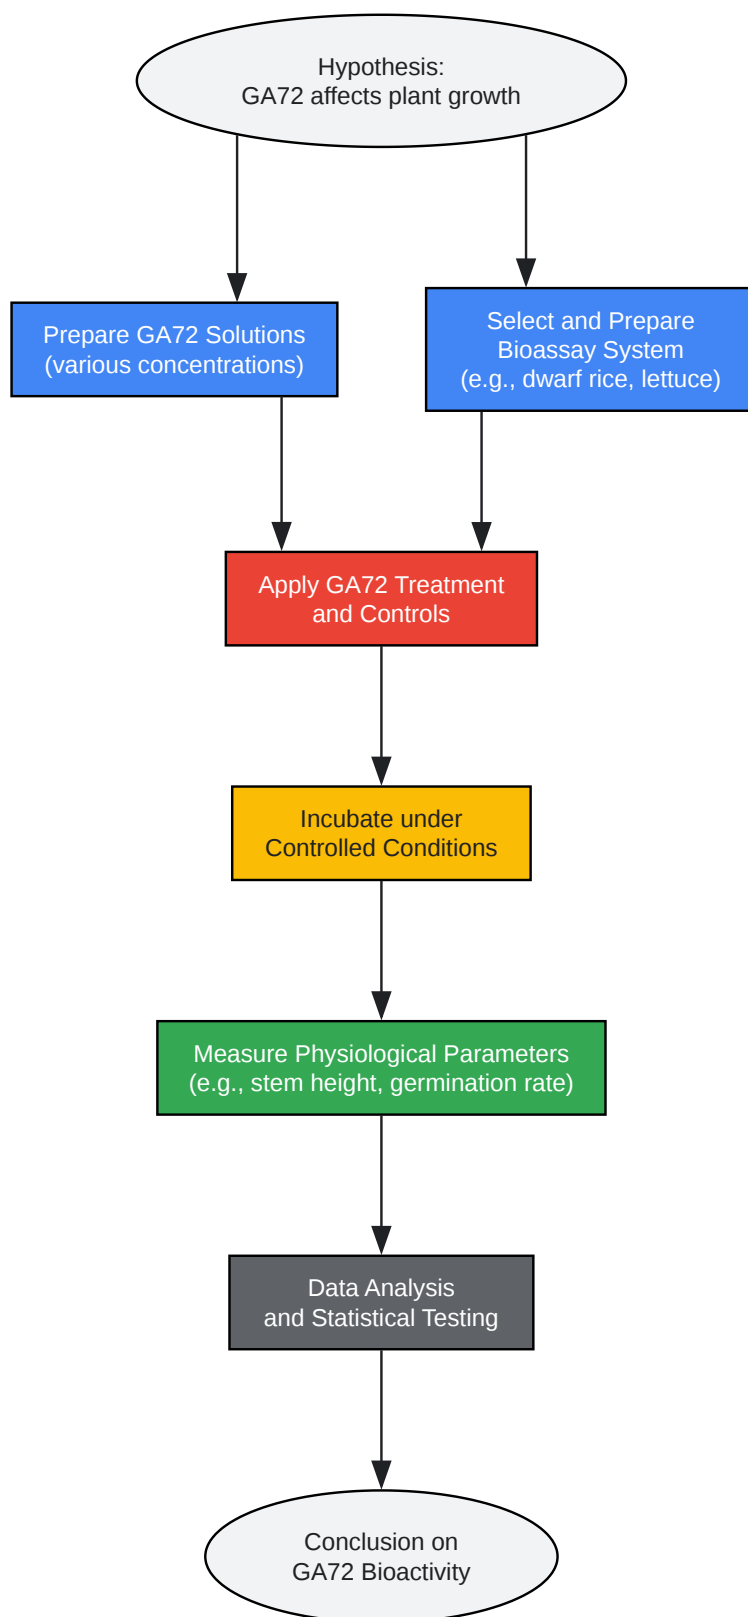 Hypothesis:
GA72 affects plant growth
Prepare GA72 Solutions
(various concentrations)
Select and Prepare
Bioassay System
(e.g., dwarf rice, lettuce)
Apply GA72 Treatment
and Controls
Incubate under
Controlled Conditions
Measure Physiological Parameters
(e.g., stem height, germination rate)
Data Analysis
and Statistical Testing
Conclusion on
GA72 Bioactivity